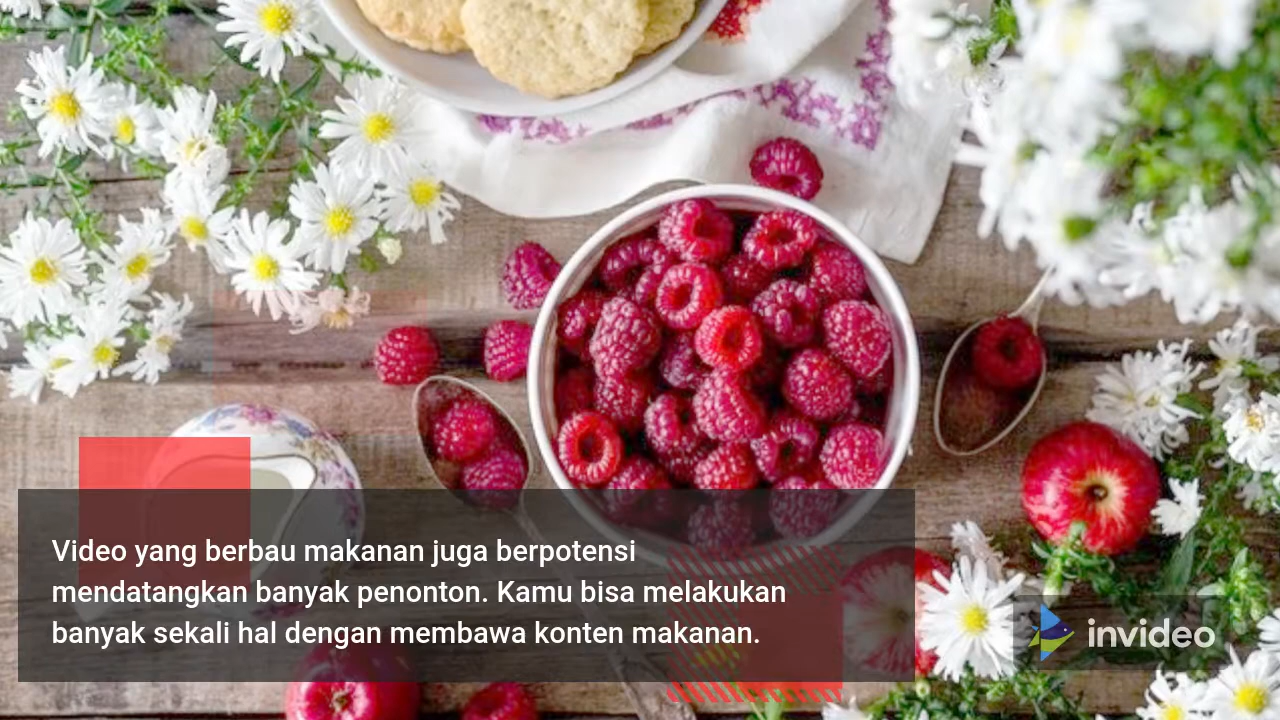 Video yang berbau makanan juga berpotensi
mendatangkan banyak penonton. Kamu bisa melakukan
banyak sekali hal dengan membawa konten makanan.
invideo